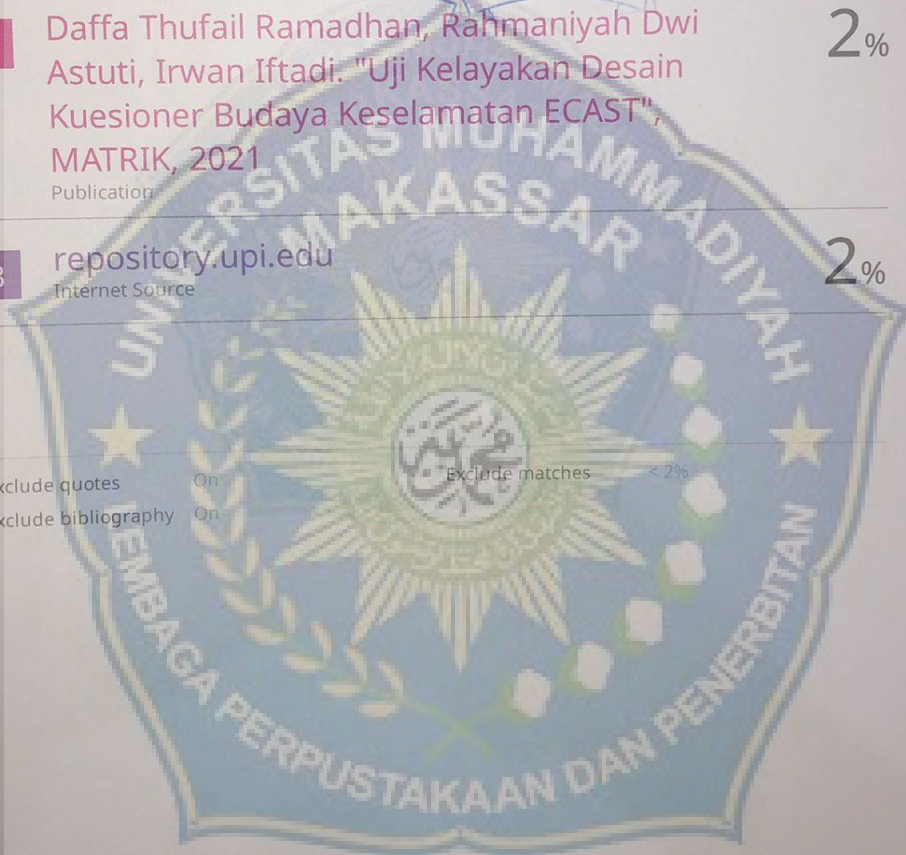 Daffa Thufail Ramadhan, Rahmaniyah Dwi
Astuti, Irwan Iftadi. "Uji Kelayakan Desain
Kuesioner Budaya Keselamatan ECAST",
MATRIK, 2021
Publication
2%
repository.upi.edu
Internet Source
2%
xclude quotes On
Exclude matches < 2%
xclude bibliography On
UNIVERSITAS MUHAMMADIYAH
MAKASSAR
LEMBAGA PERPUSTAKAAN DAN PENERBITAN